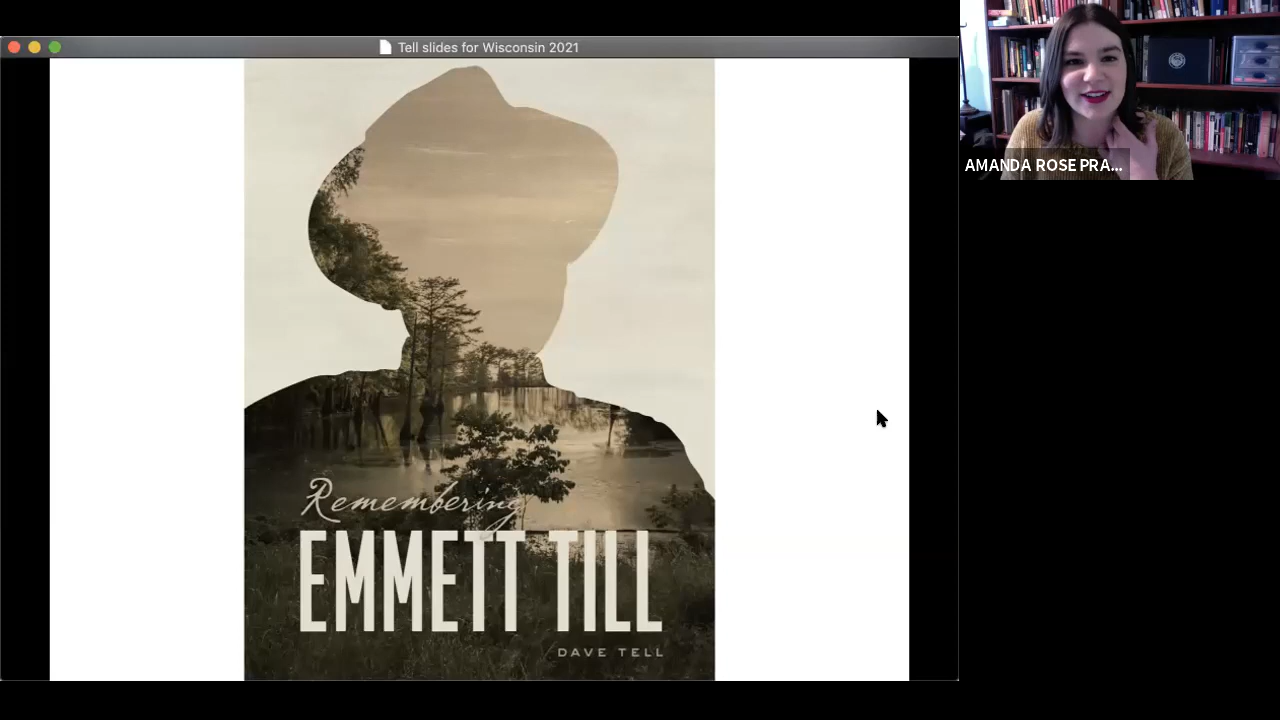 Tell slides for Wisconsin 2021
AMANDA ROSE PRA...
Remembering
EMMETT TILL
DAVE TELL